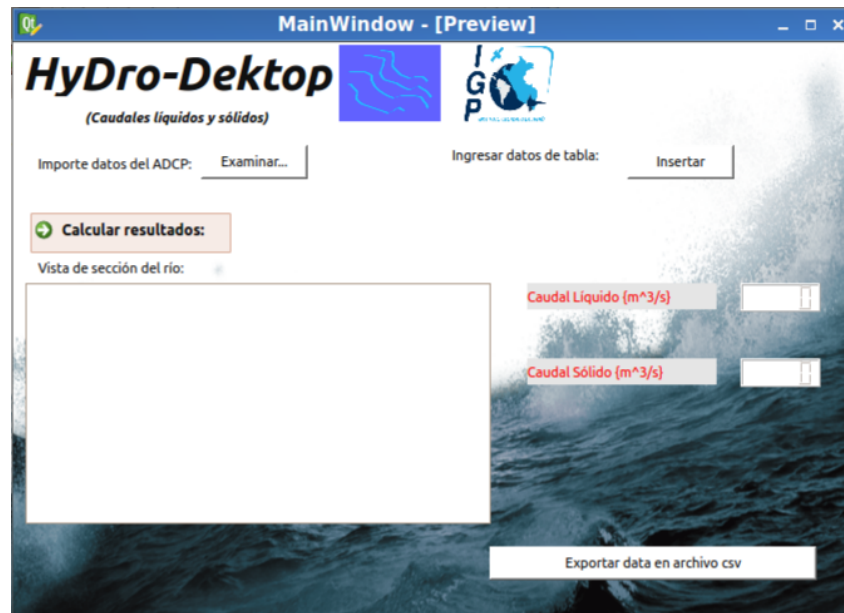 MainWindow - [Preview]
HyDro-Dektop
(Caudales líquidos y sólidos)
IGP
Importe datos del ADCP: Examinar...
Ingresar datos de tabla: Insertar
Calcular resultados:
Vista de sección del río:
Caudal Líquido {m^3/s}
Caudal Sólido {m^3/s}
Exportar data en archivo csv